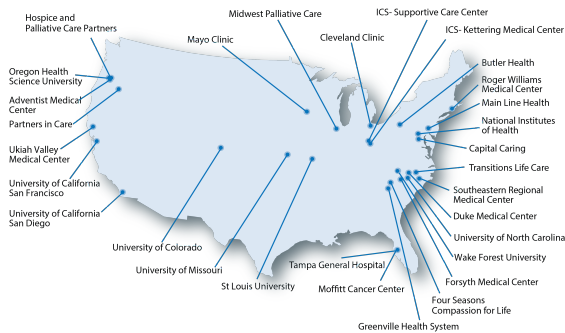 Hospice and
Palliative Care Partners
Midwest Palliative Care
ICS- Supportive Care Center
Mayo Clinic
Cleveland Clinic
ICS- Kettering Medical Center
Butler Health
Oregon Health
Science University
Roger Williams
Medical Center
Adventist Medical
Center
Main Line Health
Partners in Care
National Institutes
of Health
Ukiah Valley
Medical Center
Capital Caring
Transitions Life Care
University of California
San Francisco
Southeastern Regional
Medical Center
University of California
San Diego
Duke Medical Center
University of Colorado
University of North Carolina
University of Missouri
Tampa General Hospital
Wake Forest University
St Louis University
Moffitt Cancer Center
Forsyth Medical Center
Four Seasons
Compassion for Life
Greenville Health System